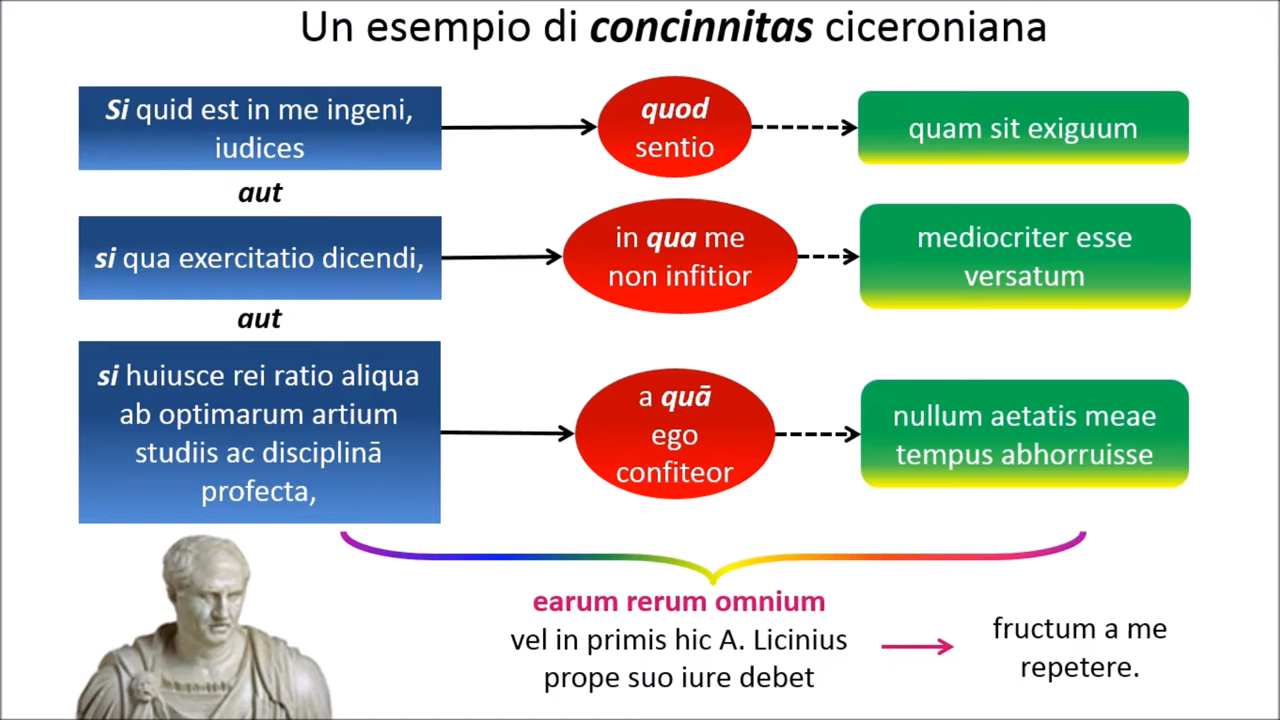 Un esempio di concinnitas ciceroniana
Si quid est in me ingeni,
iudices
quod
sentio
quam sit exiguum
aut
si qua exercitatio dicendi,
in qua me
non infitior
mediocriter esse
versatum
aut
si huiusce rei ratio aliqua
ab optimarum artium
studiis ac disciplinā
profecta,
a quā
ego
confiteor
nullum aetatis meae
tempus abhorruisse
earum rerum omnium
vel in primis hic A. Licinius
prope suo iure debet
fructum a me
repetere.